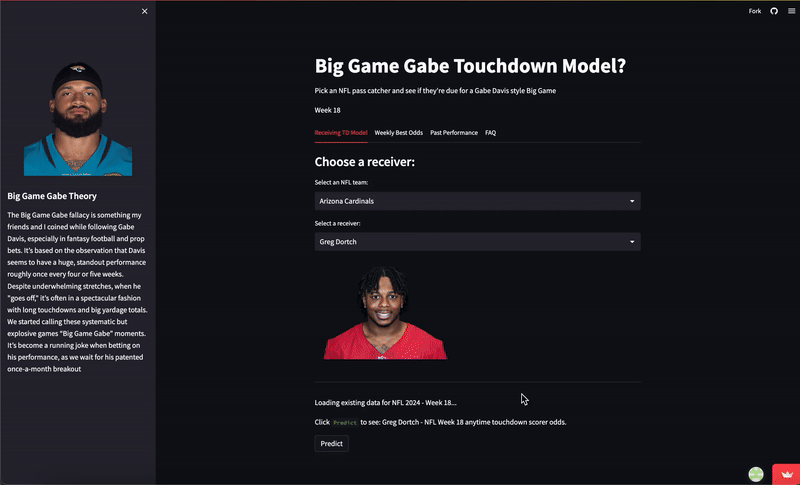 Fork
Big Game Gabe Theory
The Big Game Gabe fallacy is something my
friends and I coined while following Gabe
Davis, especially in fantasy football and prop
bets. It's based on the observation that Davis
seems to have a huge, standout performance
roughly once every four or five weeks.
Despite underwhelming stretches, when he
"goes off," it's often in a spectacular fashion
with long touchdowns and big yardage totals.
We started calling these systematic but
explosive games "Big Game Gabe" moments.
It's become a running joke when betting on
his performance, as we wait for his patented
once-a-month breakout
Big Game Gabe Touchdown Model?
Pick an NFL pass catcher and see if they're due for a Gabe Davis style Big Game
Week 18
Receiving TD Model Weekly Best Odds Past Performance FAQ
Choose a receiver:
Select an NFL team:
Arizona Cardinals
Select a receiver:
Greg Dortch
Loading existing data for NFL 2024 - Week 18...
Click Predict to see: Greg Dortch - NFL Week 18 anytime touchdown scorer odds.
Predict